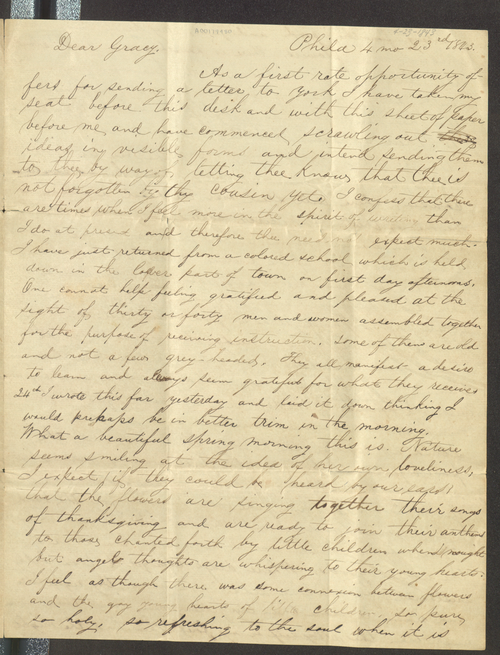 Dear Gracy. Phila 4 mo 23rd 1843.
As a first rate opportunity of-
fers for sending a letter to York I have taken my
seat before this desk and with this sheet of paper
before me, and have commenced scrawling out
ideas in visible forms and intend sending them
to thee by way of telling thee know that thee is
not forgotten by thy cousin yet. I confess that there
are times when I feel more in the spirit of writing than
I do at present and therefore thee need not expect much.
I have just returned from a colored school which is held
down in the lower part of town on first day afternoons.
One cannot help feeling gratified and pleased at the
sight of thirty or forty men and women assembled together
for the purpose of receiving instruction. Some of them are old
and not a few grey-headed. They all manifest a desire
to learn and always seem grateful for what they receive
24th I wrote this far yesterday and laid it down thinking I
would perhaps be in better trim in the morning.
What a beautiful spring morning this is. Nature
seems smiling at the idea of her own loveliness,
I expect if they could be heard by our ears
that the flowers are singing together their songs
of thanksgiving and are ready to join their anthems
to those chanted forth by little children when nought
but angel thoughts are whispering to their young hearts.
I feel as though there was some connexion between flowers
and the gay young hearts of little children, so pure,
so holy, so refreshing to the soul when it is